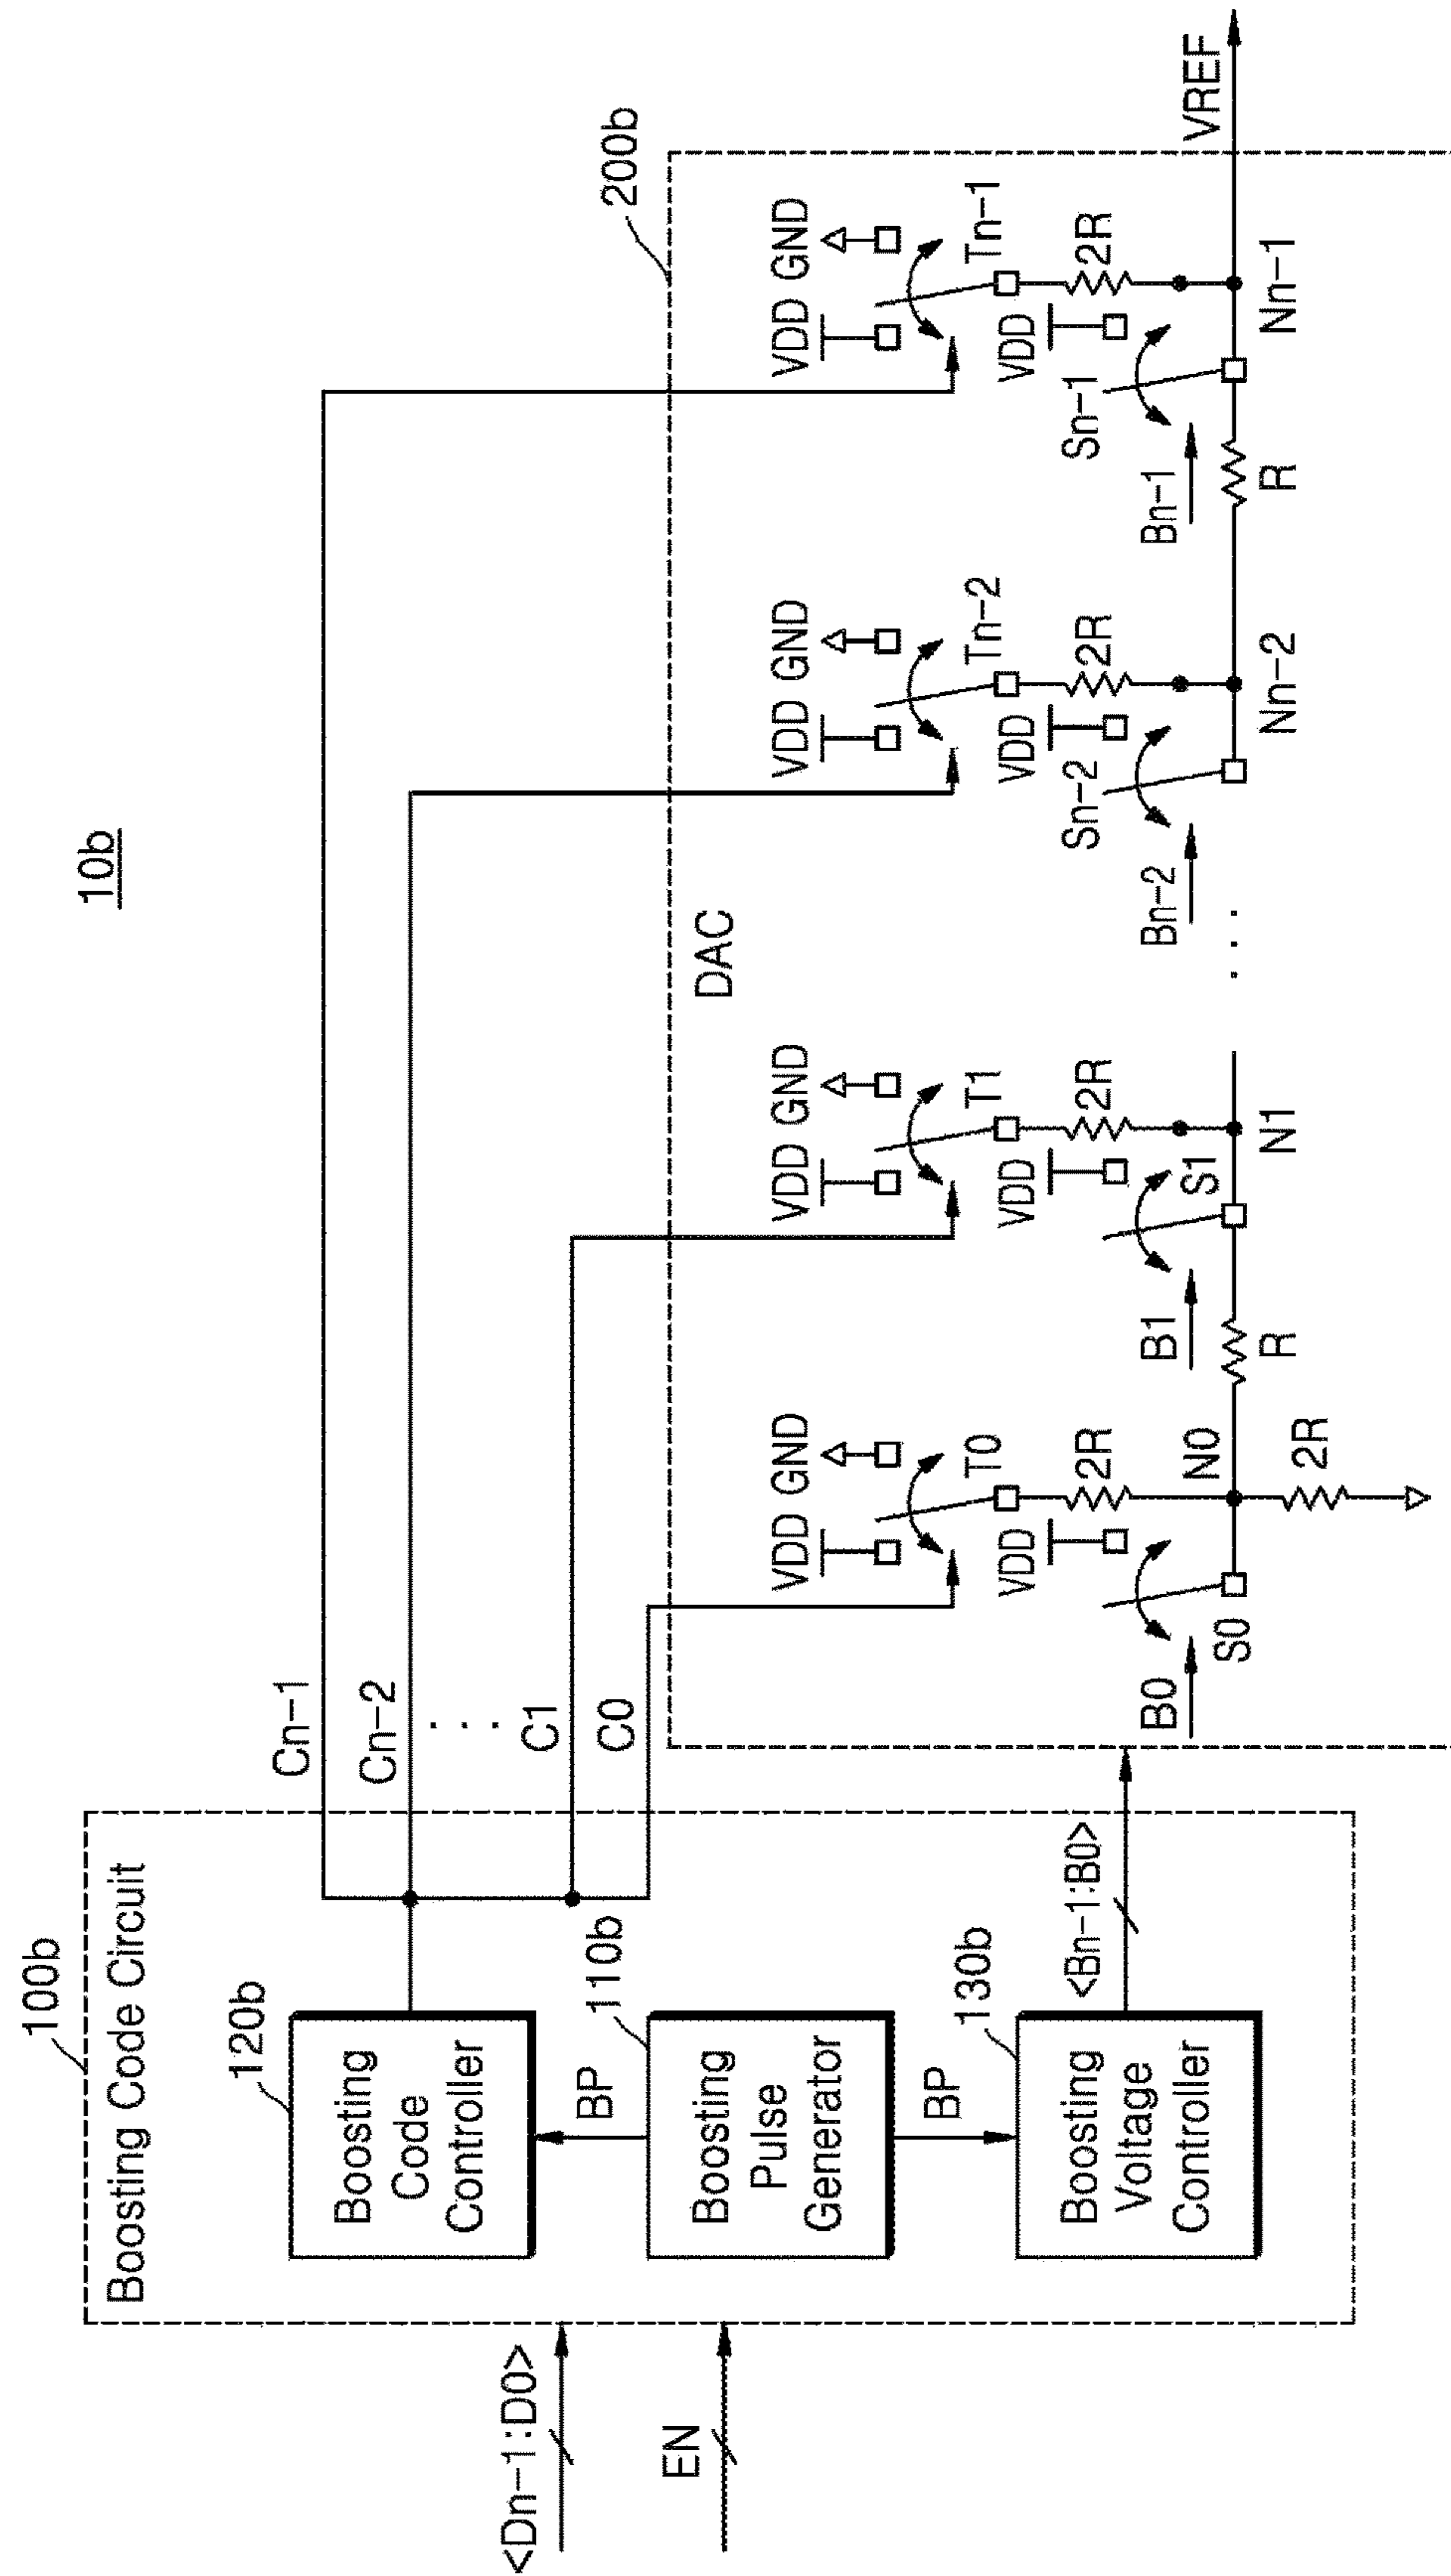 10b
100b
Boosting Code Circuit
120b
Boosting
Code
Controller
BP
110b
Boosting
Pulse
Generator
BP
130b
Boosting
Voltage
Controller
<Dn-1:D0>
EN
<Bn-1:B0>
Cn-1
Cn-2
. . .
C1
C0
200b
DAC
VDD GND
T0
VDD
2R
B0
S0
N0
2R
R
VDD GND
T1
VDD
2R
B1
S1
N1
. . .
VDD GND
Tn-2
VDD
2R
Bn-2
Sn-2
Nn-2
R
VDD GND
Tn-1
VDD
2R
Bn-1
Sn-1
Nn-1
VREF